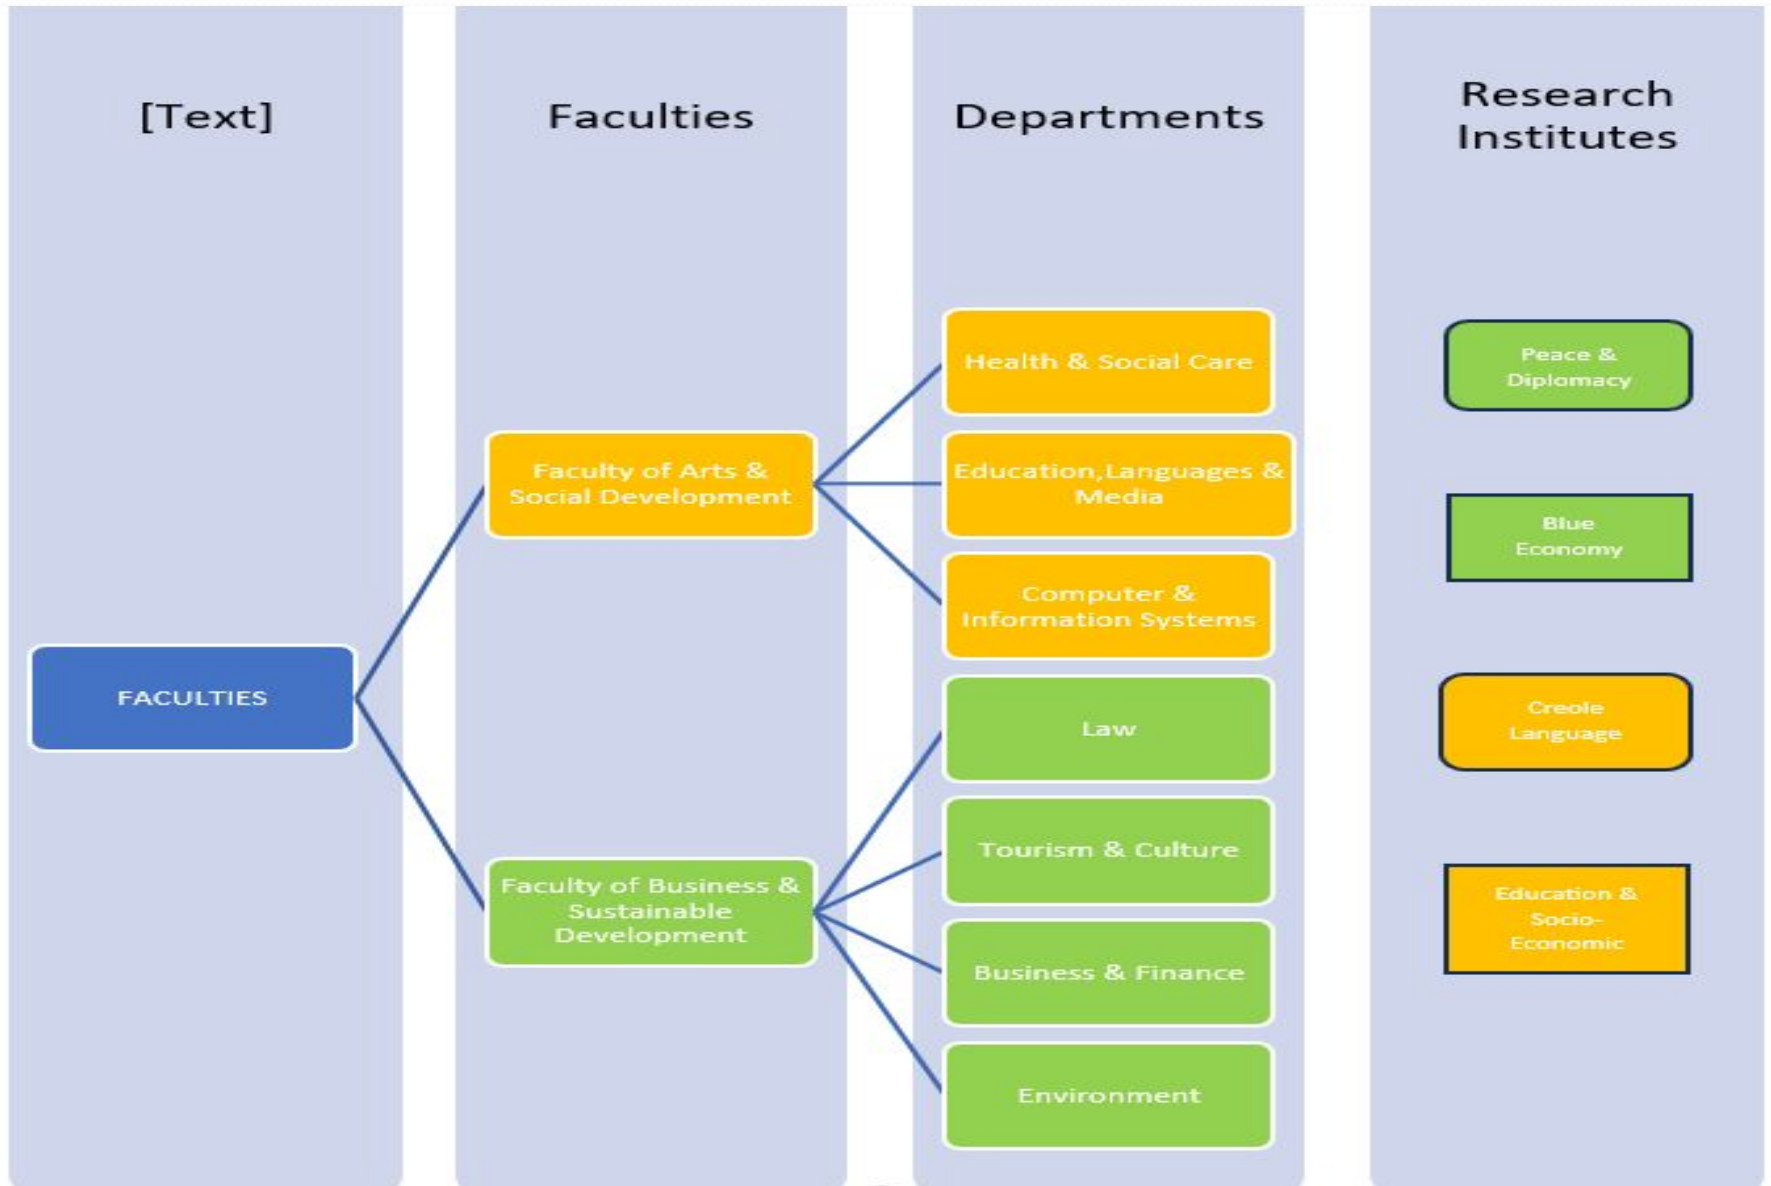 [Text]
Faculties
Departments
Research
Institutes
FACULTIES
Faculty of Arts &
Social Development
Faculty of Business &
Sustainable
Development
Health & Social Care
Education,Languages &
Media
Computer &
Information Systems
Law
Tourism & Culture
Business & Finance
Environment
Peace &
Diplomacy
Blue
Economy
Creole
Language
Education &
Socio-
Economic